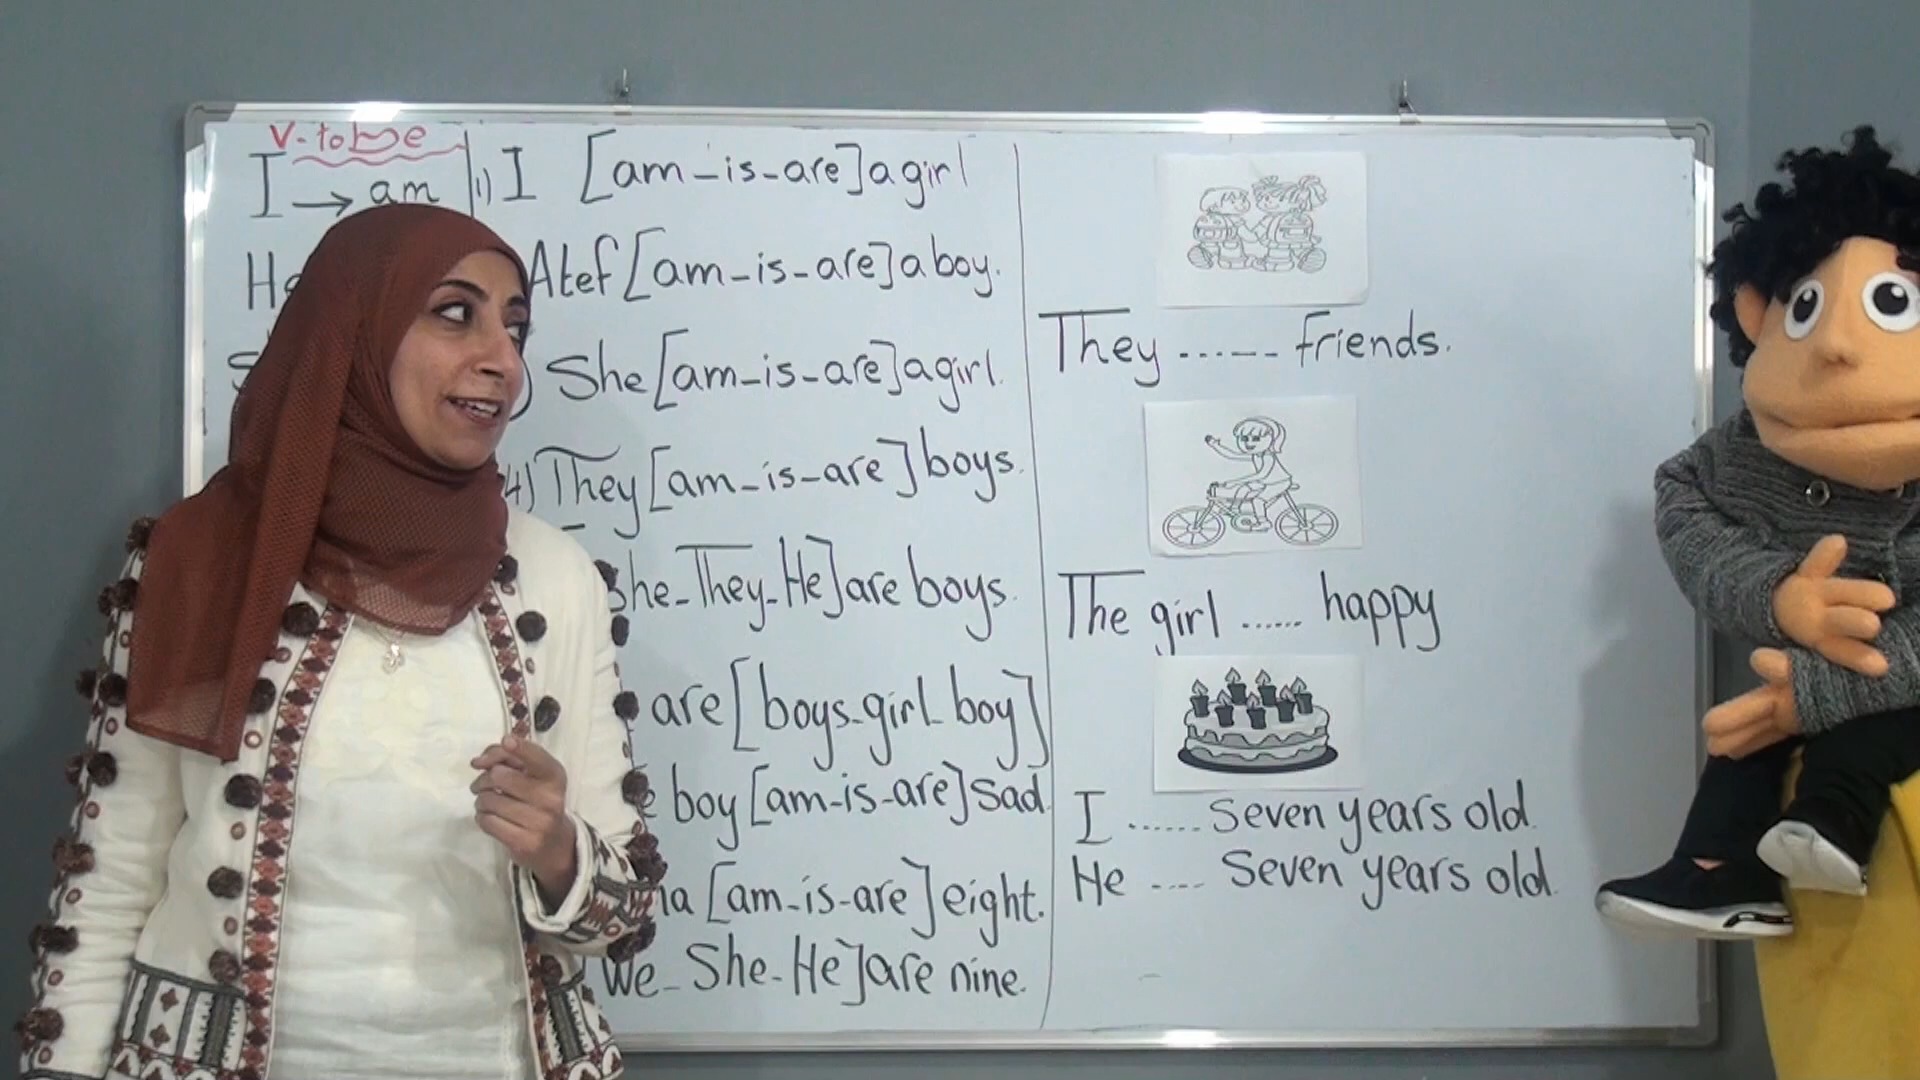 V. to be
I → am
He
1) I [am-is-are] a girl
Atef [am-is-are] a boy.
) She [am-is-are] a girl.
4) They [am-is-are] boys.
She-They-He] are boys.
are [boys-girl-boy]
boy [am-is-are] sad
[am-is-are] eight.
We-She-He] are nine.
They ...... friends.
The girl ...... happy
I ...... seven years old.
He .... seven years old.